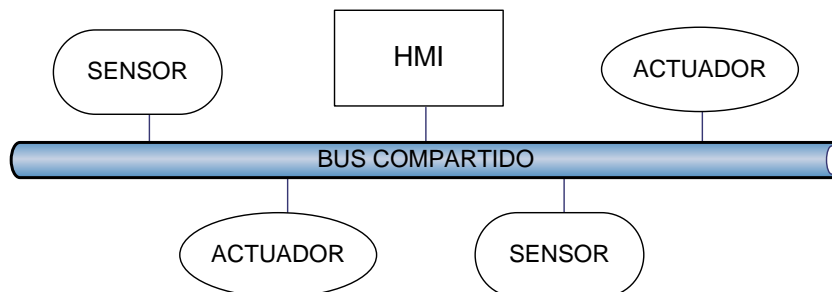 SENSOR
HMI
ACTUADOR
BUS COMPARTIDO
ACTUADOR
SENSOR